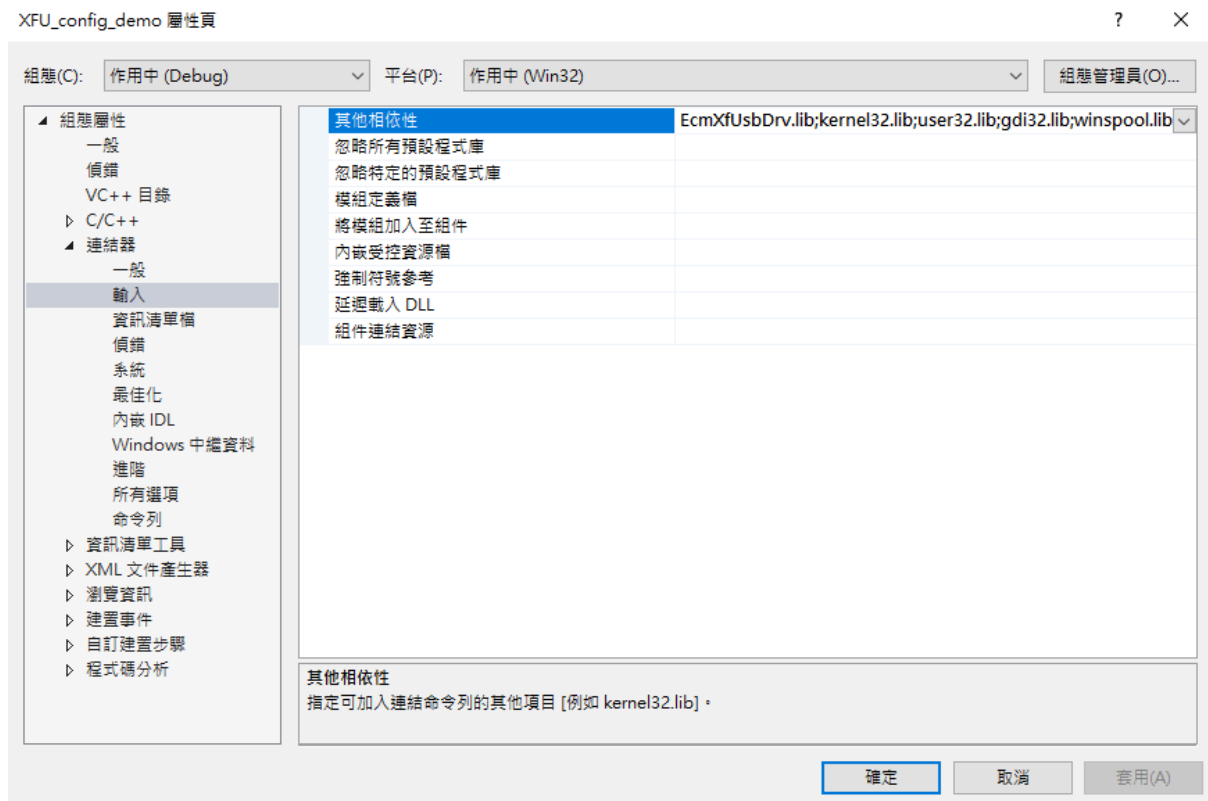 XFU_config_demo 屬性頁
? ×
組態(C): 作用中 (Debug) 平台(P): 作用中 (Win32) 組態管理員(O)...
組態屬性
一般
偵錯
VC++ 目錄
C/C++
連結器
一般
輸入
資訊清單檔
偵錯
系統
最佳化
內嵌 IDL
Windows 中繼資料
進階
所有選項
命令列
資訊清單工具
XML 文件產生器
瀏覽資訊
建置事件
自訂建置步驟
程式碼分析
其他相依性 EcmXfUsbDrv.lib;kernel32.lib;user32.lib;gdi32.lib;winspool.lib
忽略所有預設程式庫
忽略特定的預設程式庫
模組定義檔
將模組加入至組件
內嵌受控資源檔
強制符號參考
延遲載入 DLL
組件連結資源
其他相依性
指定可加入連結命令列的其他項目 [例如 kernel32.lib]。
確定 取消 套用(A)